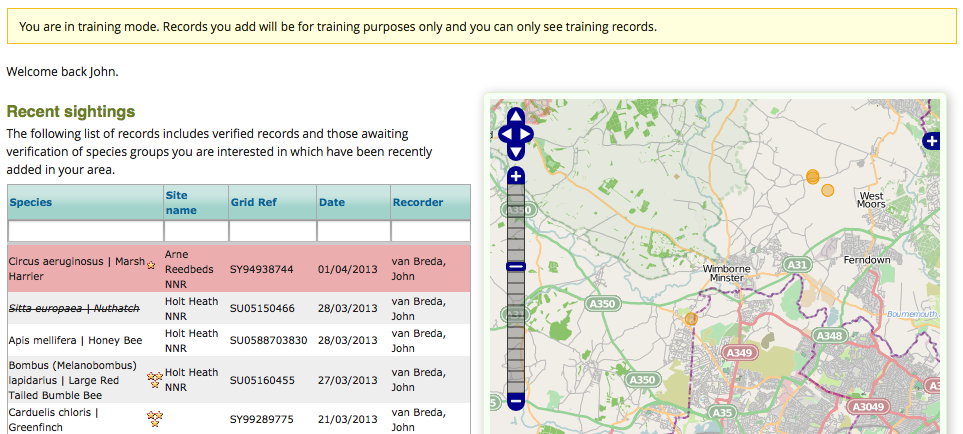 You are in training mode. Records you add will be for training purposes only and you can only see training records.
Welcome back John.
Recent sightings
The following list of records includes verified records and those awaiting
verification of species groups you are interested in which have been recently
added in your area.
Species Site name Grid Ref Date Recorder
Circus aeruginosus | Marsh Harrier Arne Reedbeds NNR SY94938744 01/04/2013 van Breda, John
Sitta europaea | Nuthatch Holt Heath NNR SU05150466 28/03/2013 van Breda, John
Apis mellifera | Honey Bee Holt Heath NNR SU0588703830 28/03/2013 van Breda, John
Bombus (Melanobombus) lapidarius | Large Red Tailed Bumble Bee Holt Heath NNR SU05160455 27/03/2013 van Breda, John
Carduelis chloris | Greenfinch SY99289775 21/03/2013 van Breda, John
West
Moors
A350
Ferndown
A31
Wimborne
Minster
A350
Bournemouth
A348
A349
A350
A35
A3049